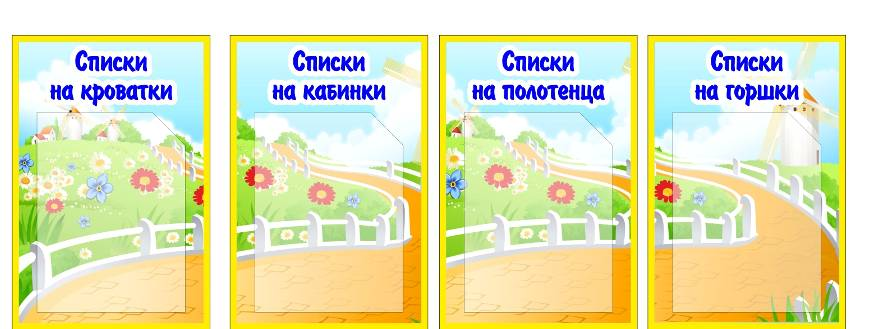 Списки
на кроватки
Списки
на кабинки
Списки
на полотенца
Списки
на горшки